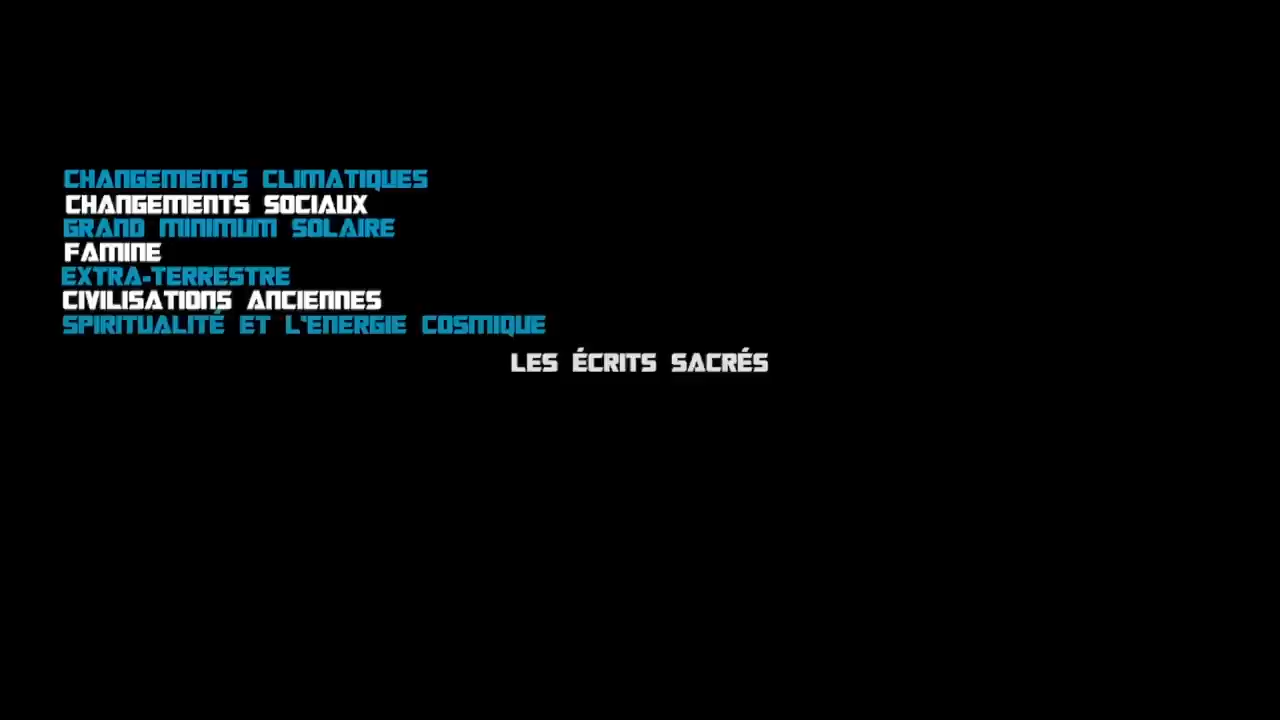 CHANGEMENTS CLIMATIQUES
CHANGEMENTS SOCIAUX
GRAND MINIMUM SOLAIRE
FAMINE
EXTRA-TERRESTRE
CIVILISATIONS ANCIENNES
SPIRITUALITÉ ET L'ENERGIE COSMIQUE
LES ÉCRITS SACRÉS